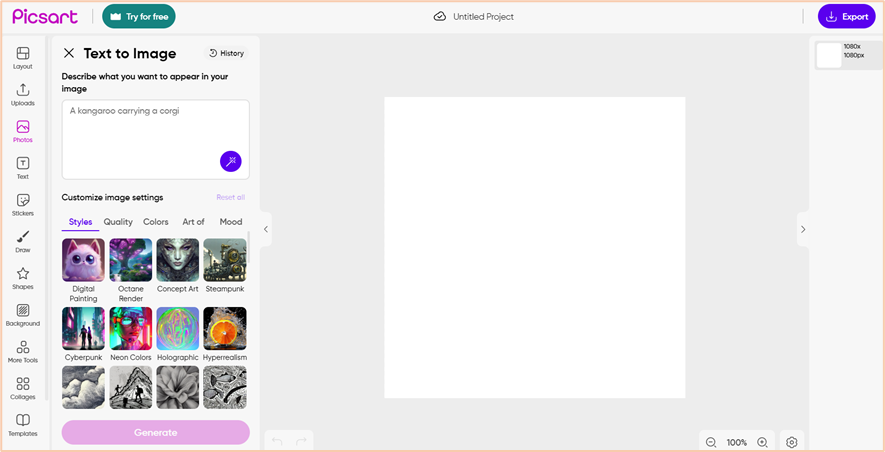 Picsart
Try for free
Untitled Project
Export
Layout
Uploads
Photos
Text
Stickers
Draw
Shapes
Background
More Tools
Collages
Templates
Text to Image
History
Describe what you want to appear in your
image
A kangaroo carrying a corgi
Customize image settings
Reset all
Styles
Quality
Colors
Art of
Mood
Digital
Painting
Octane
Render
Concept Art
Steampunk
Cyberpunk
Neon Colors
Holographic
Hyperrealism
Generate
100%
1080x
1080px